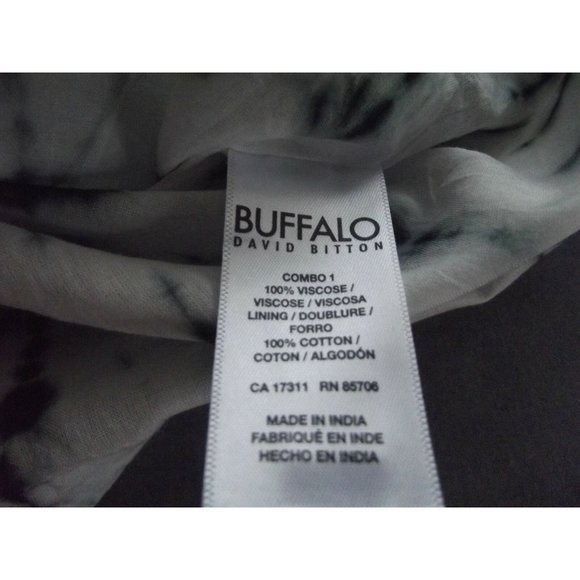 BUFFALO
DAVID BITTON
COMBO 1
100% VISCOSE /
VISCOSE / VISCOSA
LINING / DOUBLURE /
FORRO
100% COTTON /
COTON / ALGODÓN
CA 17311 RN 85706
MADE IN INDIA
FABRIQUÉ EN INDE
HECHO EN INDIA